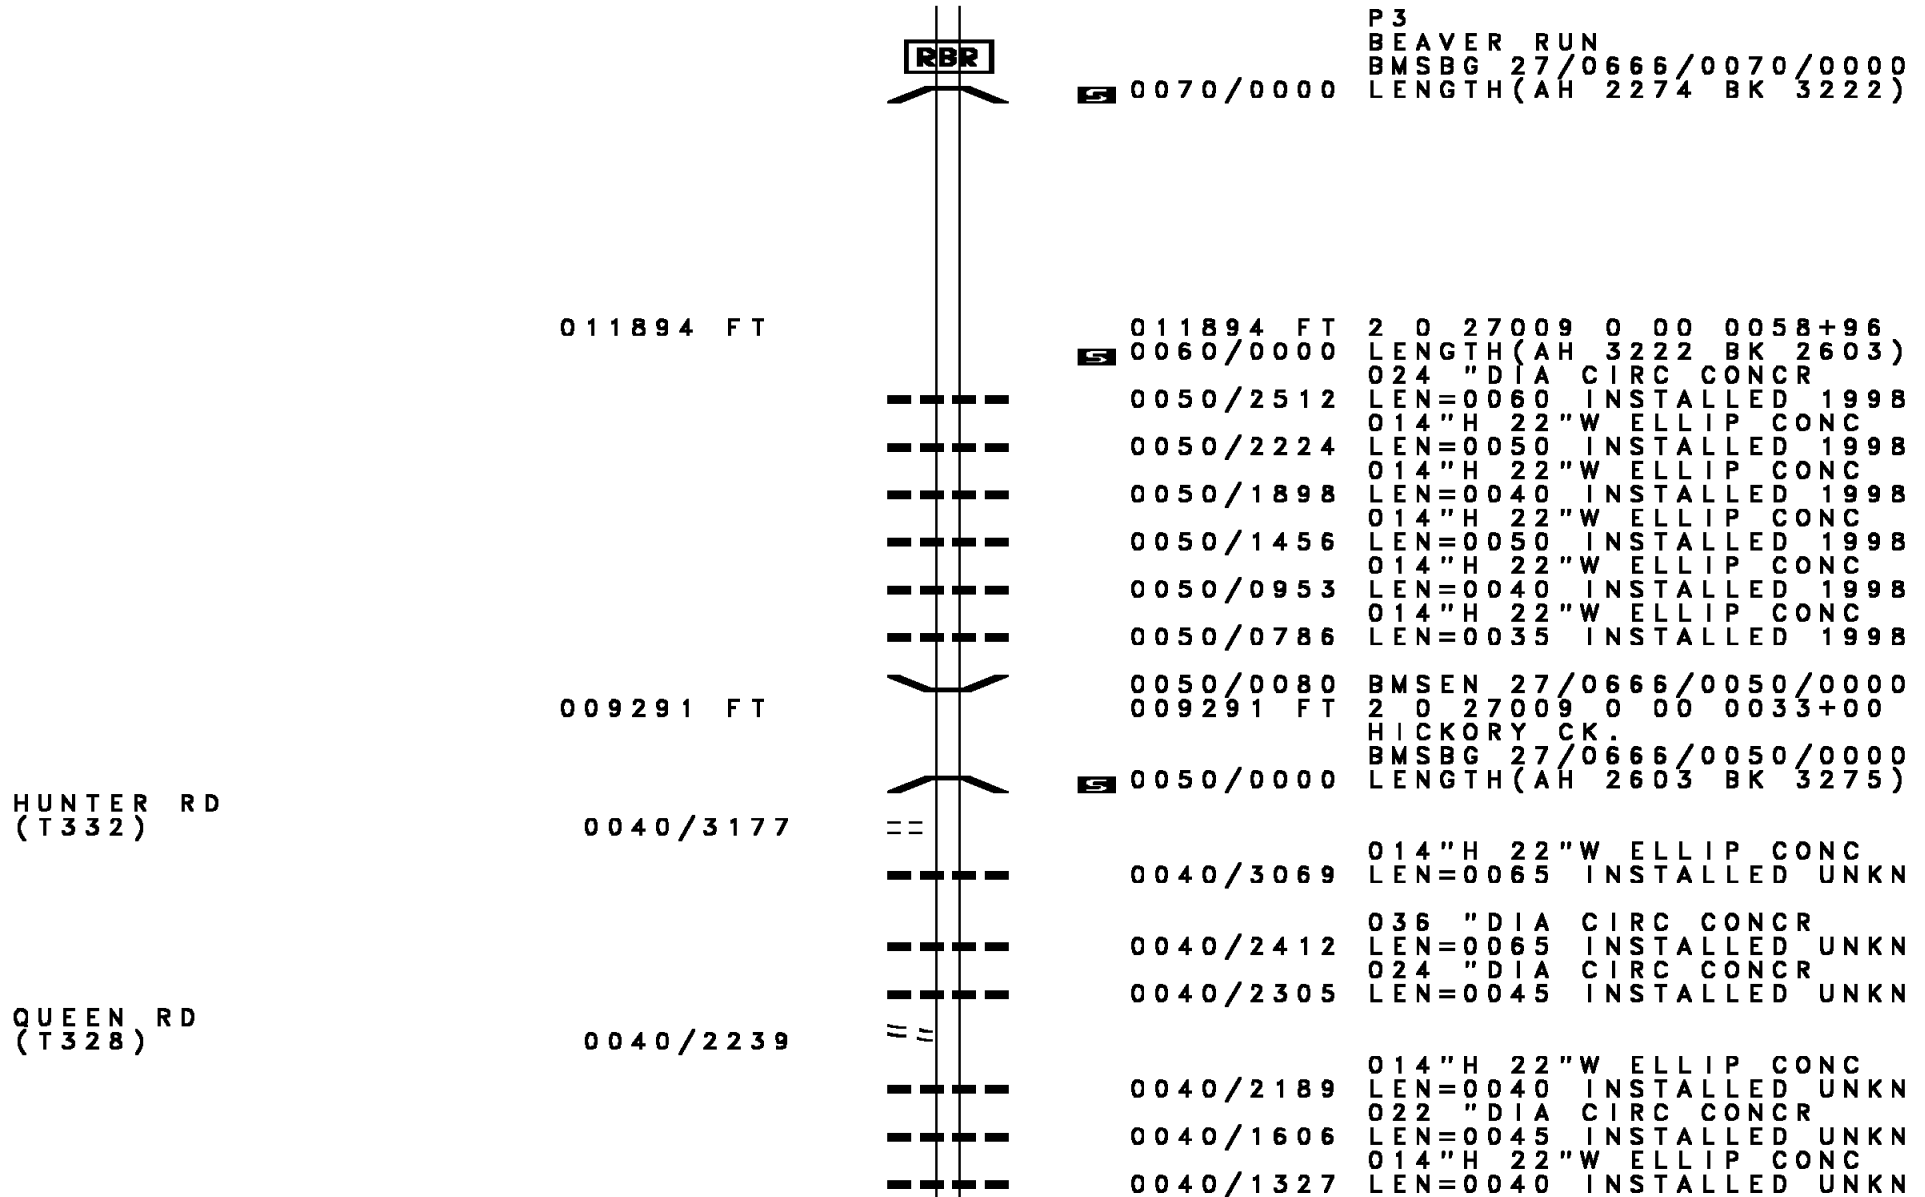 P3
BEAVER RUN
RBR
BMSBG 27/0666/0070/0000
S 0070/0000 LENGTH(AH 2274 BK 3222)
011894 FT 011894 FT 2 0 27009 0 00 0058+96
S 0060/0000 LENGTH(AH 3222 BK 2603)
024 "DIA CIRC CONCR
0050/2512 LEN=0060 INSTALLED 1998
014"H 22"W ELLIP CONC
0050/2224 LEN=0050 INSTALLED 1998
014"H 22"W ELLIP CONC
0050/1898 LEN=0040 INSTALLED 1998
014"H 22"W ELLIP CONC
0050/1456 LEN=0050 INSTALLED 1998
014"H 22"W ELLIP CONC
0050/0953 LEN=0040 INSTALLED 1998
014"H 22"W ELLIP CONC
0050/0786 LEN=0035 INSTALLED 1998
0050/0080 BMSEN 27/0666/0050/0000
009291 FT 009291 FT 2 0 27009 0 00 0033+00
HICKORY CK.
BMSBG 27/0666/0050/0000
S 0050/0000 LENGTH(AH 2603 BK 3275)
HUNTER RD
(T332) 0040/3177
014"H 22"W ELLIP CONC
0040/3069 LEN=0065 INSTALLED UNKN
036 "DIA CIRC CONCR
0040/2412 LEN=0065 INSTALLED UNKN
024 "DIA CIRC CONCR
0040/2305 LEN=0045 INSTALLED UNKN
QUEEN RD
(T328) 0040/2239
014"H 22"W ELLIP CONC
0040/2189 LEN=0040 INSTALLED UNKN
022 "DIA CIRC CONCR
0040/1606 LEN=0045 INSTALLED UNKN
014"H 22"W ELLIP CONC
0040/1327 LEN=0040 INSTALLED UNKN